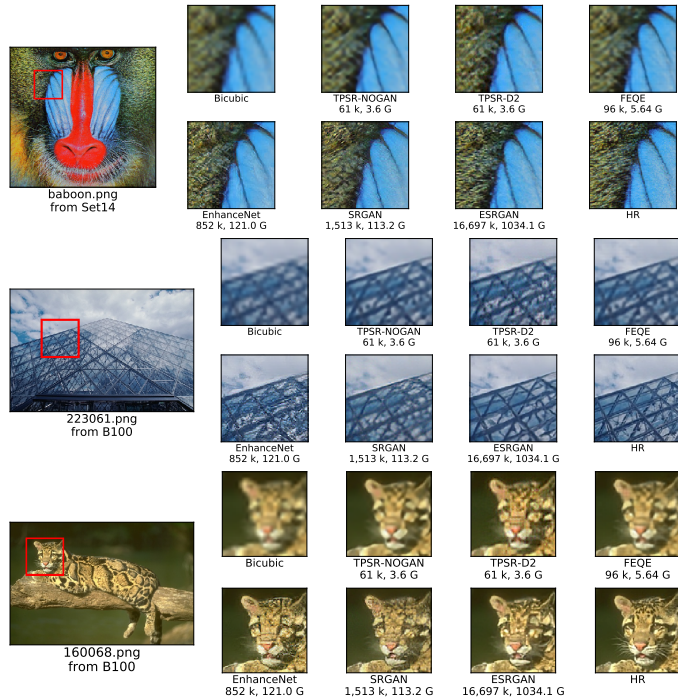 Bicubic
TPSR-NOGAN
61 k, 3.6 G
TPSR-D2
61 k, 3.6 G
FEQE
96 k, 5.64 G
baboon.png
from Set14
EnhanceNet
852 k, 121.0 G
SRGAN
1,513 k, 113.2 G
ESRGAN
16,697 k, 1034.1 G
HR
Bicubic
TPSR-NOGAN
61 k, 3.6 G
TPSR-D2
61 k, 3.6 G
FEQE
96 k, 5.64 G
223061.png
from B100
EnhanceNet
852 k, 121.0 G
SRGAN
1,513 k, 113.2 G
ESRGAN
16,697 k, 1034.1 G
HR
Bicubic
TPSR-NOGAN
61 k, 3.6 G
TPSR-D2
61 k, 3.6 G
FEQE
96 k, 5.64 G
160068.png
from B100
EnhanceNet
852 k, 121.0 G
SRGAN
1,513 k, 113.2 G
ESRGAN
16,697 k, 1034.1 G
HR